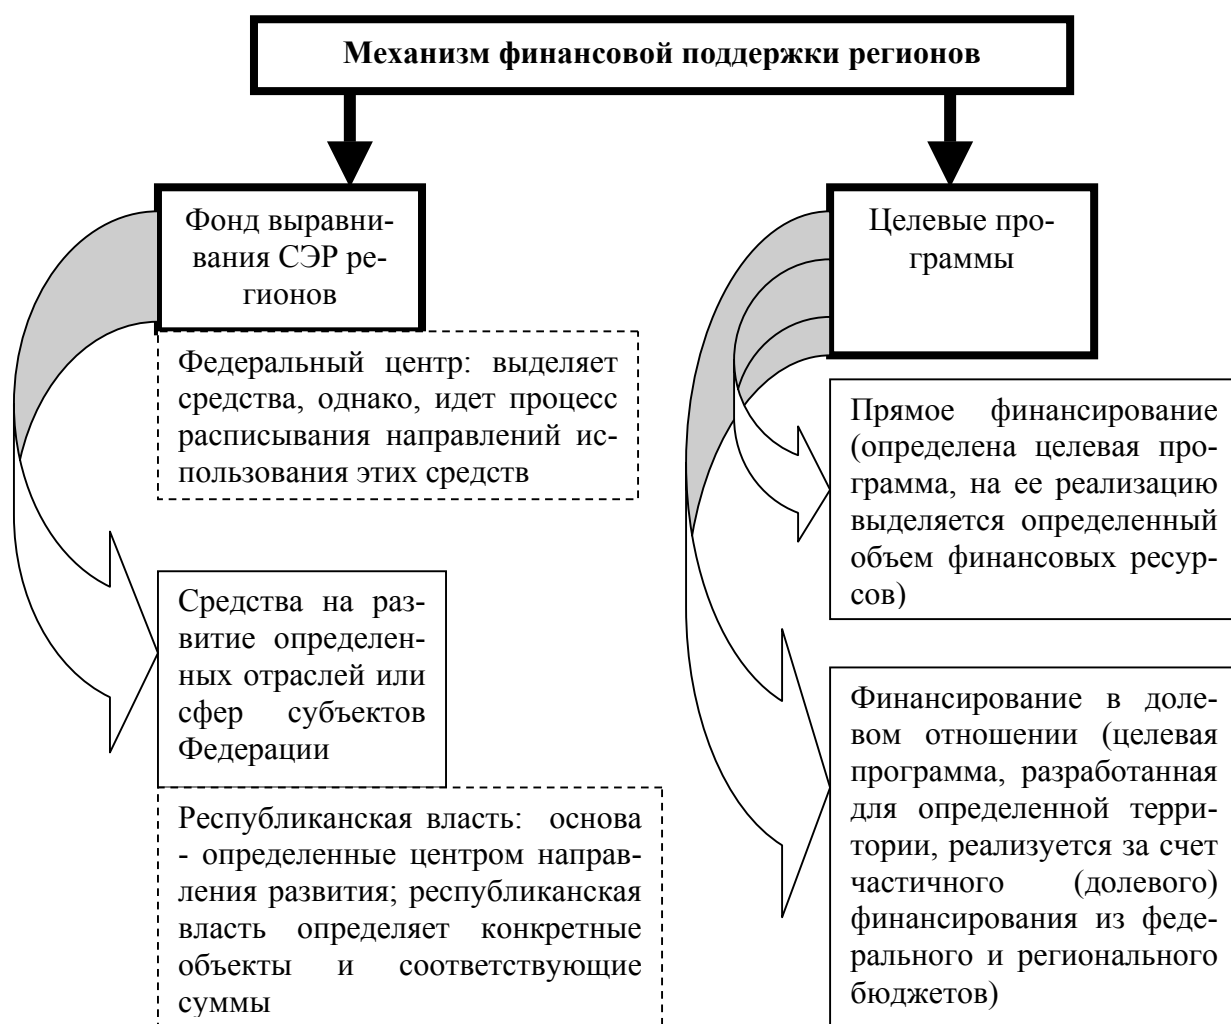 Механизм финансовой поддержки регионов
Фонд выравни-
вания СЭР ре-
гионов
Федеральный центр: выделяет
средства, однако, идет процесс
расписывания направлений ис-
пользования этих средств
Средства на раз-
витие определен-
ных отраслей или
сфер субъектов
Федерации
Республиканская власть: основа
- определенные центром направ-
ления развития; республиканская
власть определяет конкретные
объекты и соответствующие
суммы
Целевые про-
граммы
Прямое финансирование
(определена целевая про-
грамма, на ее реализацию
выделяется определенный
объем финансовых ресур-
сов)
Финансирование в доле-
вом отношении (целевая
программа, разработанная
для определенной терри-
тории, реализуется за счет
частичного (долевого)
финансирования из феде-
рального и регионального
бюджетов)